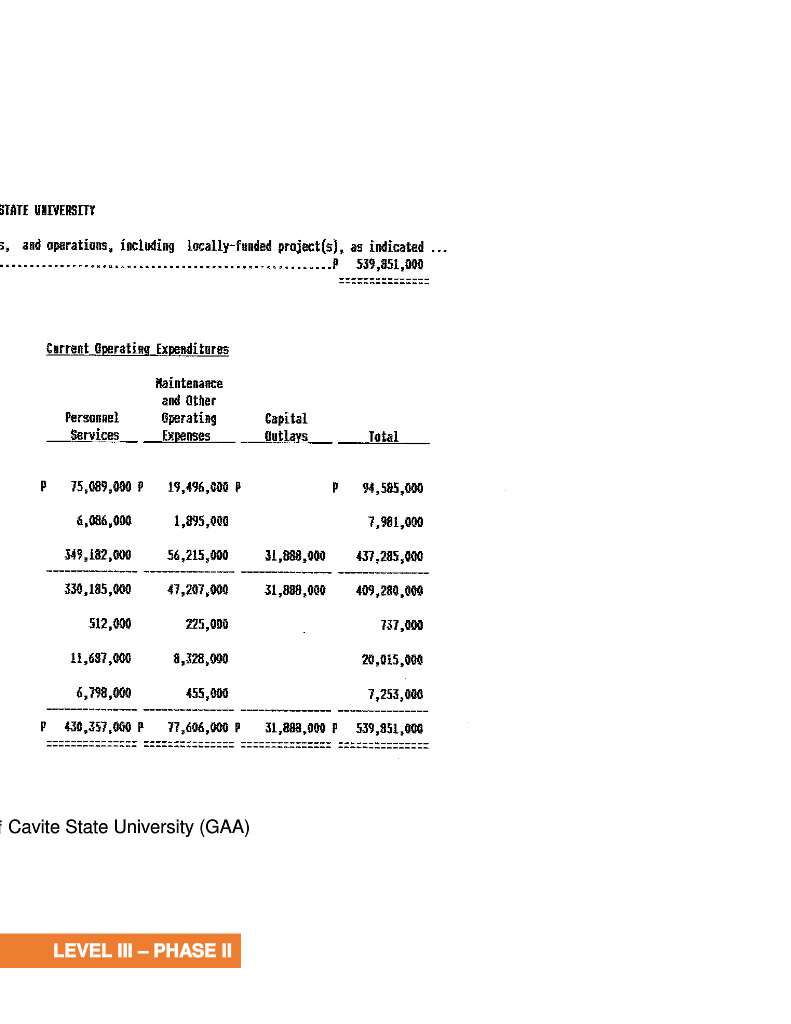 STATE UNIVERSITY
s, and operations, including locally-funded project(s), as indicated ...
P 539,851,000
Current Operating Expenditures
Maintenance
and Other
Personnel Operating Capital
Services Expenses Outlays Total
P 75,089,000 P 19,496,000 P P 94,585,000
6,086,000 1,895,000 7,981,000
349,182,000 56,215,000 31,888,000 437,285,000
330,185,000 47,207,000 31,888,000 409,280,000
512,000 225,000 737,000
11,687,000 8,328,000 20,015,000
6,798,000 455,000 7,253,000
P 430,357,000 P 77,606,000 P 31,888,000 P 539,851,000
f Cavite State University (GAA)
LEVEL III – PHASE II